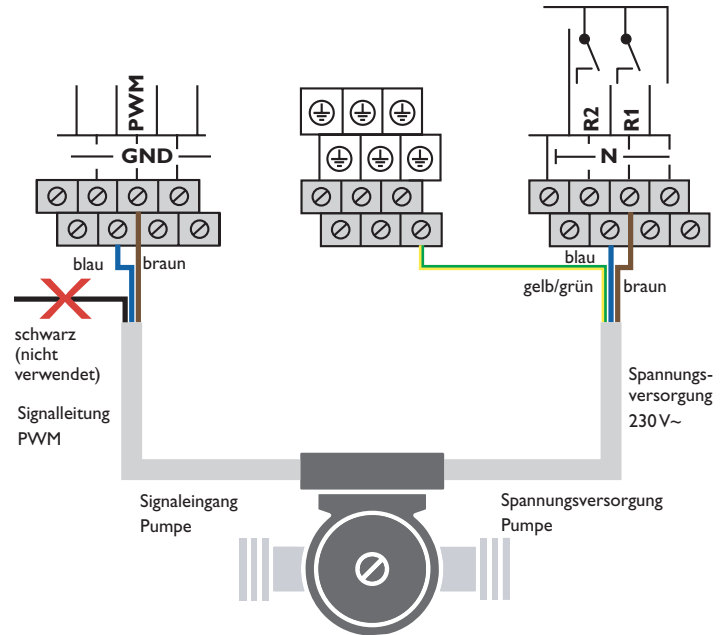 PWM
GND
R2
R1
N
blau
braun
blau
gelb/grün
braun
schwarz
(nicht
verwendet)
Signalleitung
PWM
Spannungs-
versorgung
230 V~
Signaleingang
Pumpe
Spannungsversorgung
Pumpe